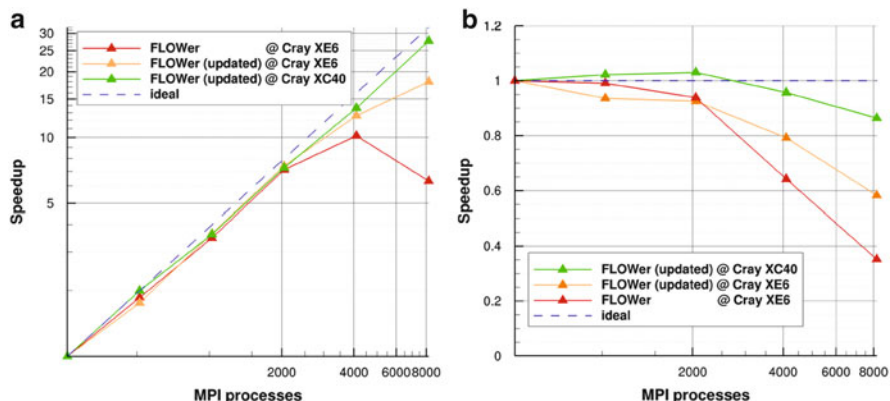 a
Speedup
30
25
20
15
10
5
FLOWer @ Cray XE6
FLOWer (updated) @ Cray XE6
FLOWer (updated) @ Cray XC40
ideal
2000 4000 6000 8000
MPI processes
b
Speedup
1.2
1
0.8
0.6
0.4
0.2
0
FLOWer (updated) @ Cray XC40
FLOWer (updated) @ Cray XE6
FLOWer @ Cray XE6
ideal
2000 4000 6000 8000
MPI processes